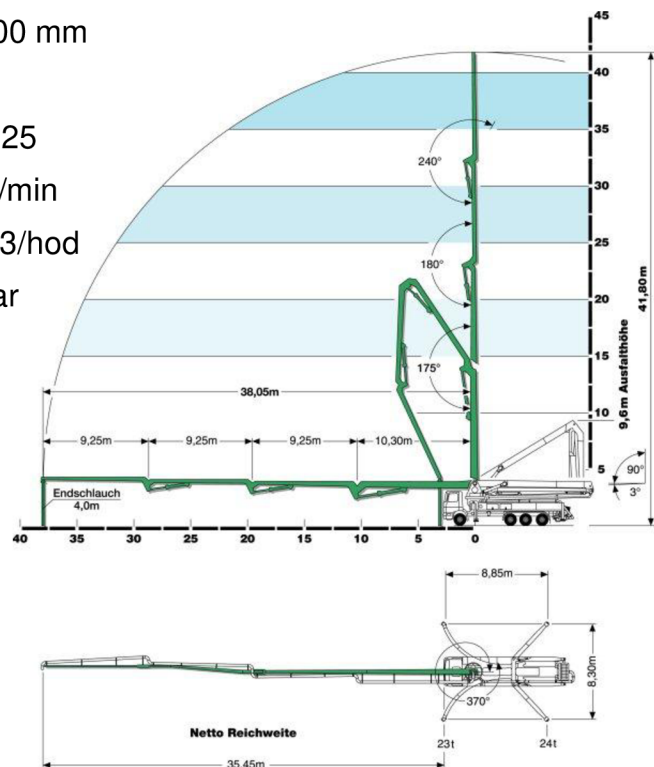 00 mm
25
/min
3/hod
ar
45
40
35
30
25
20
15
10
5
240°
180°
175°
41,80m
9,6m Ausfalthöhe
38,05m
9,25m
9,25m
9,25m
10,30m
90°
3°
Endschlauch
4,0m
40
35
30
25
20
15
10
5
0
8,85m
8,30m
370°
Netto Reichweite
23t
24t
35,45m